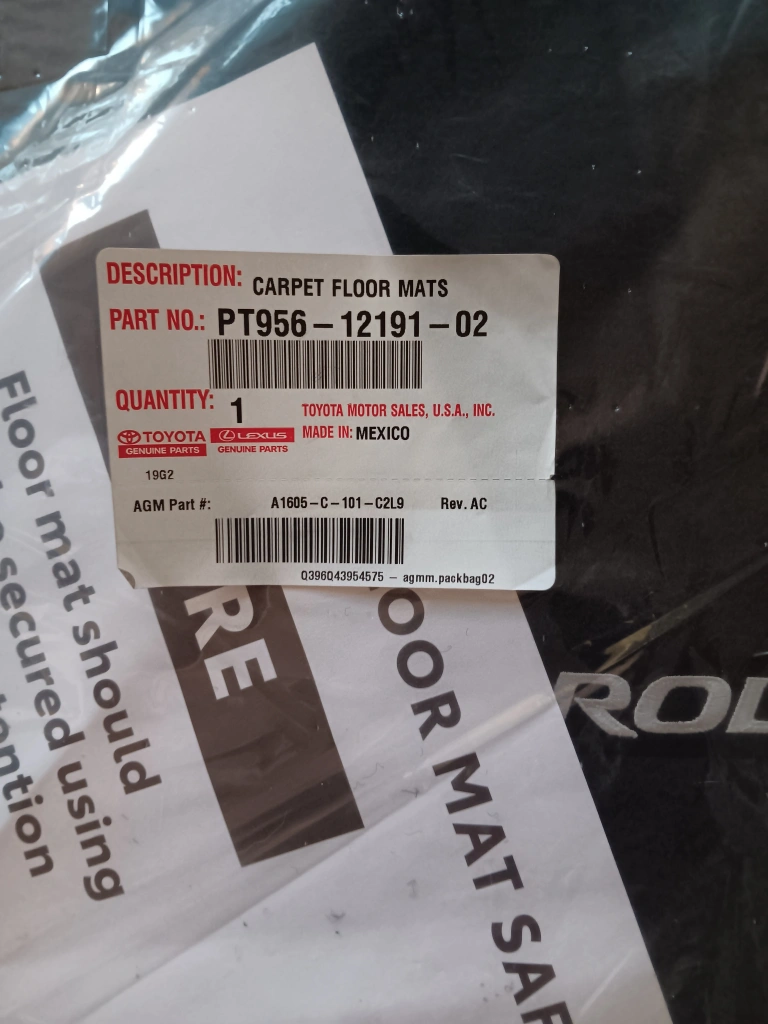 DESCRIPTION: CARPET FLOOR MATS
PART NO.: PT956-12191-02
QUANTITY: 1
TOYOTA MOTOR SALES, U.S.A., INC.
MADE IN: MEXICO
TOYOTA
GENUINE PARTS
LEXUS
GENUINE PARTS
19G2
AGM Part #: A1605-C-101-C2L9 Rev. AC
Q396Q43954575 - agmm.packbag02
Floor mat should
secured using
RE
OOR MAT SAF
ROL